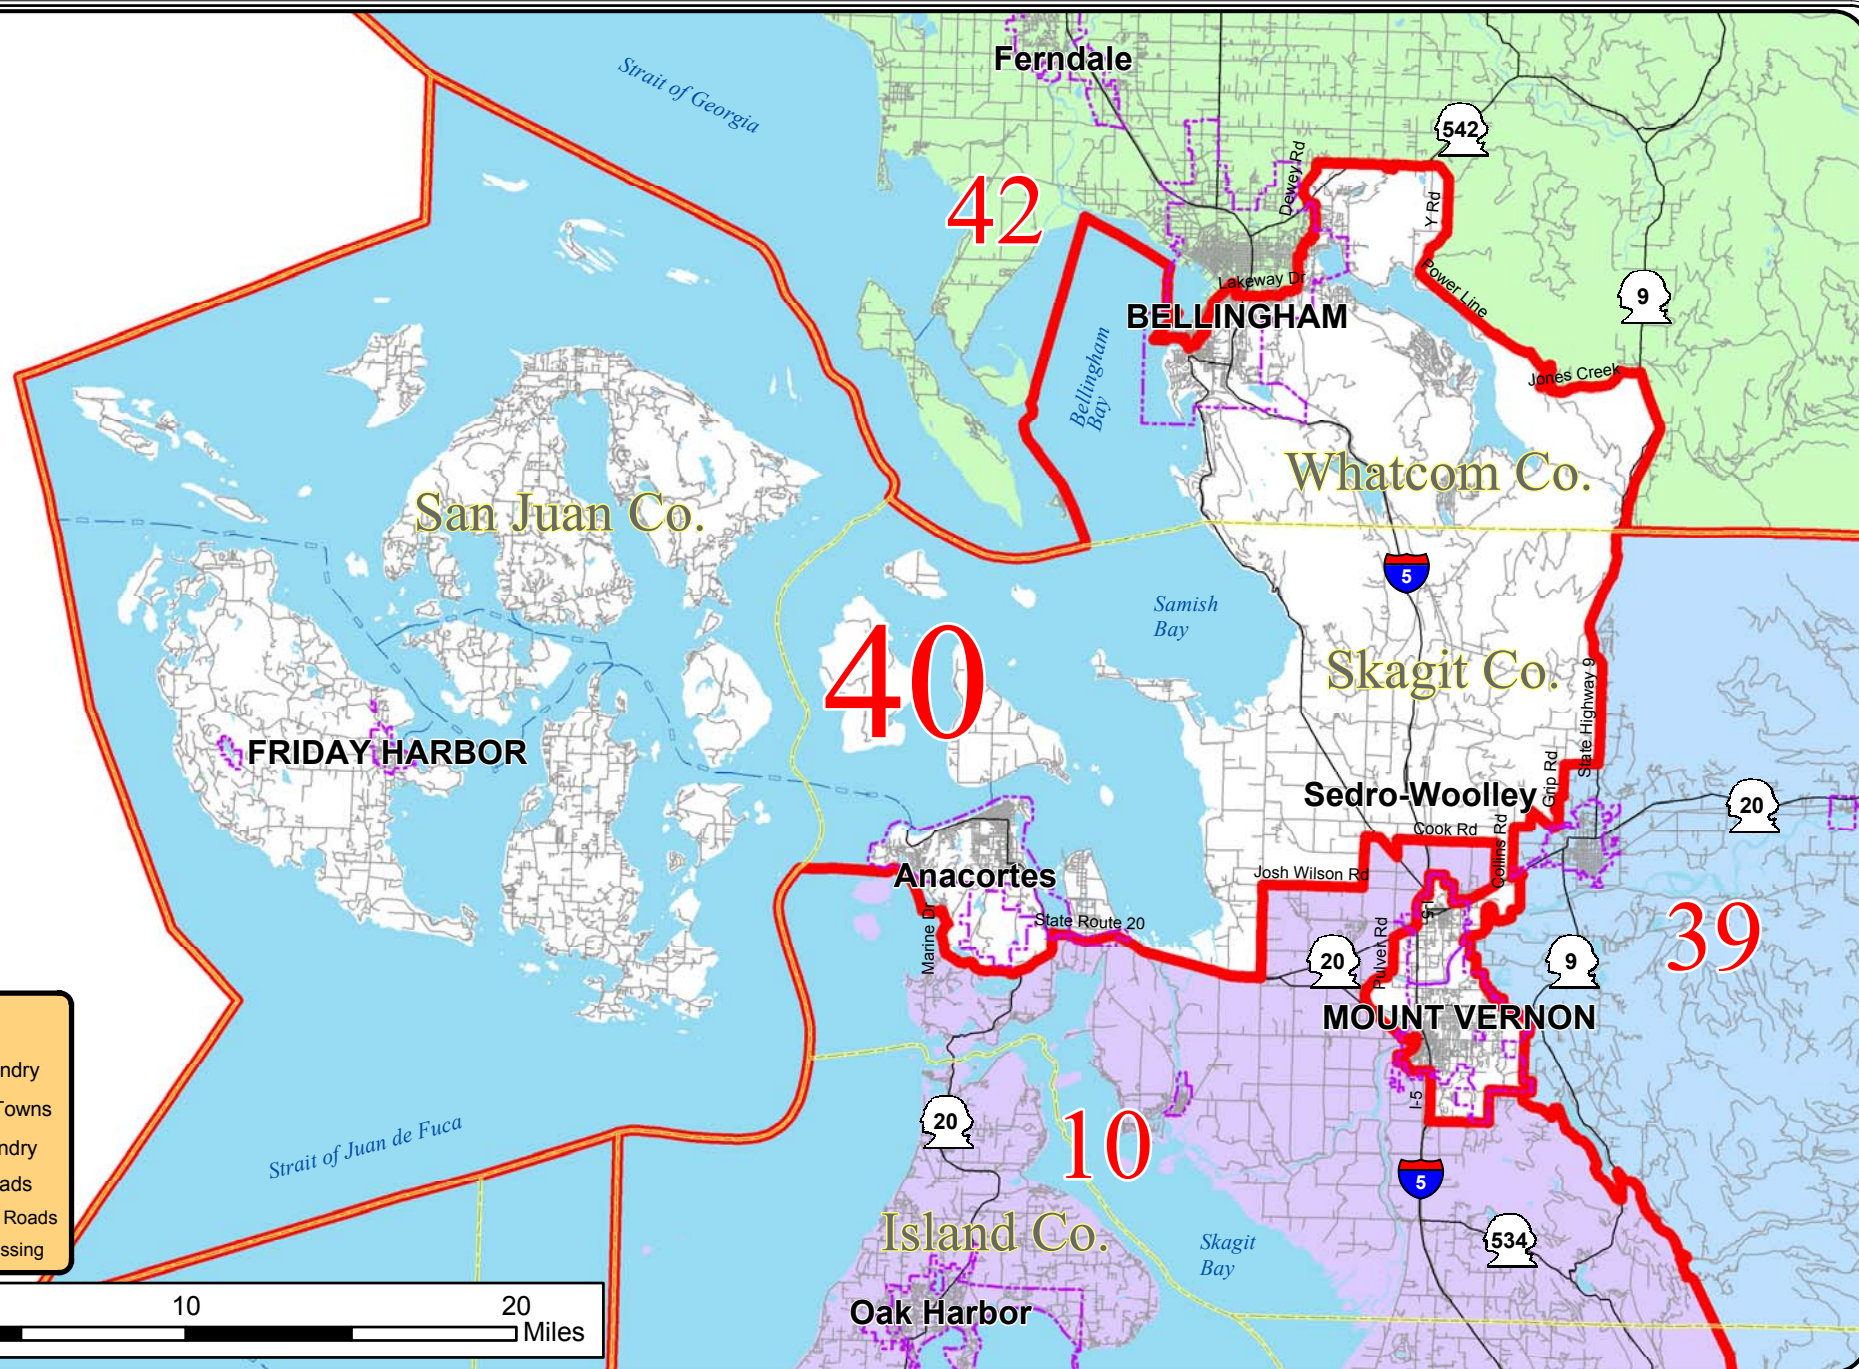 Ferndale
Strait of Georgia
542
Dewey Rd
42
Y Rd
Power Line
9
Lakeway Dr
BELLINGHAM
Bellingham
Bay
Jones Creek
San Juan Co.
Whatcom Co.
5
Samish
Bay
40
Skagit Co.
State Highway 9
FRIDAY HARBOR
Grip Rd
Sedro-Woolley
20
Cook Rd
Collins Rd
Josh Wilson Rd
Anacortes
Marine Dr
State Route 20
I-5
Pulver Rd
20
9
39
MOUNT VERNON
ndry
Towns
ndry
ads
Roads
ssing
I-5
20
10
5
Strait of Juan de Fuca
Island Co.
Skagit
Bay
534
Oak Harbor
10
20
Miles